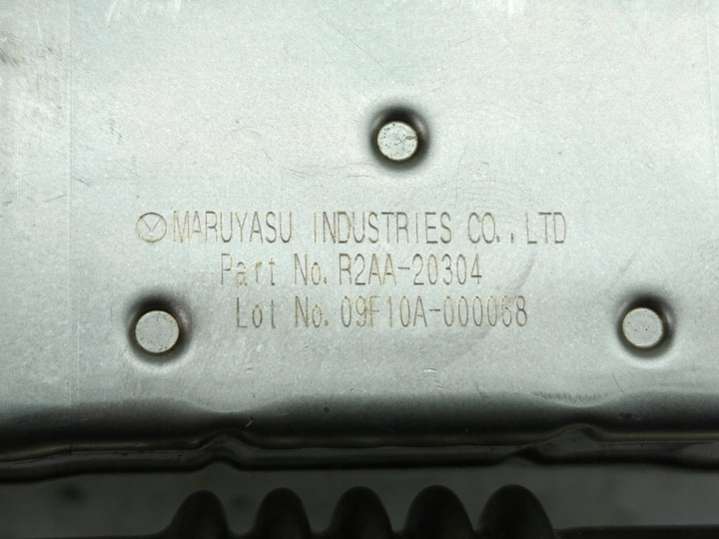 MARUYASU INDUSTRIES CO., LTD
Part No. R2AA-20304
Lot No. 09F10A-000068